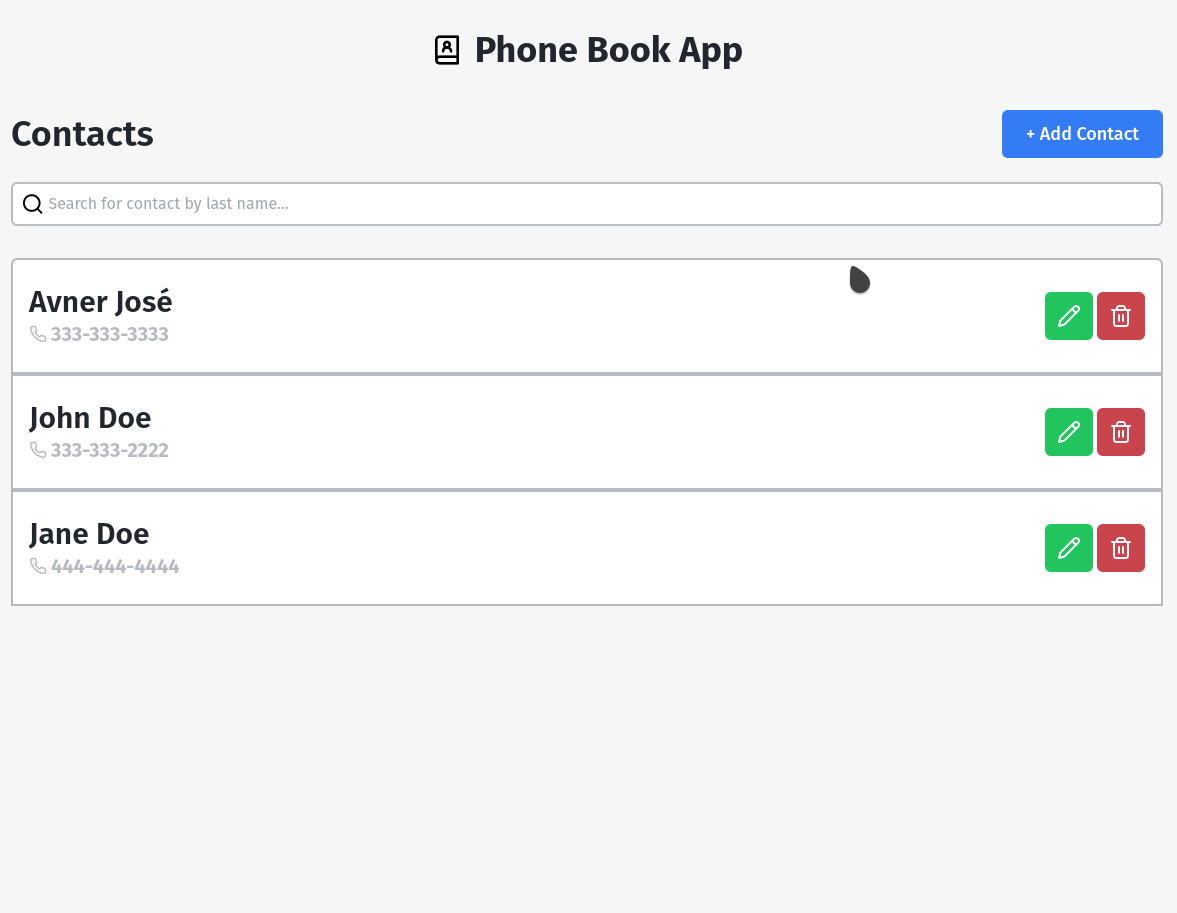 Phone Book App
Contacts
+ Add Contact
Search for contact by last name...
Avner José
333-333-3333
John Doe
333-333-2222
Jane Doe
444-444-4444